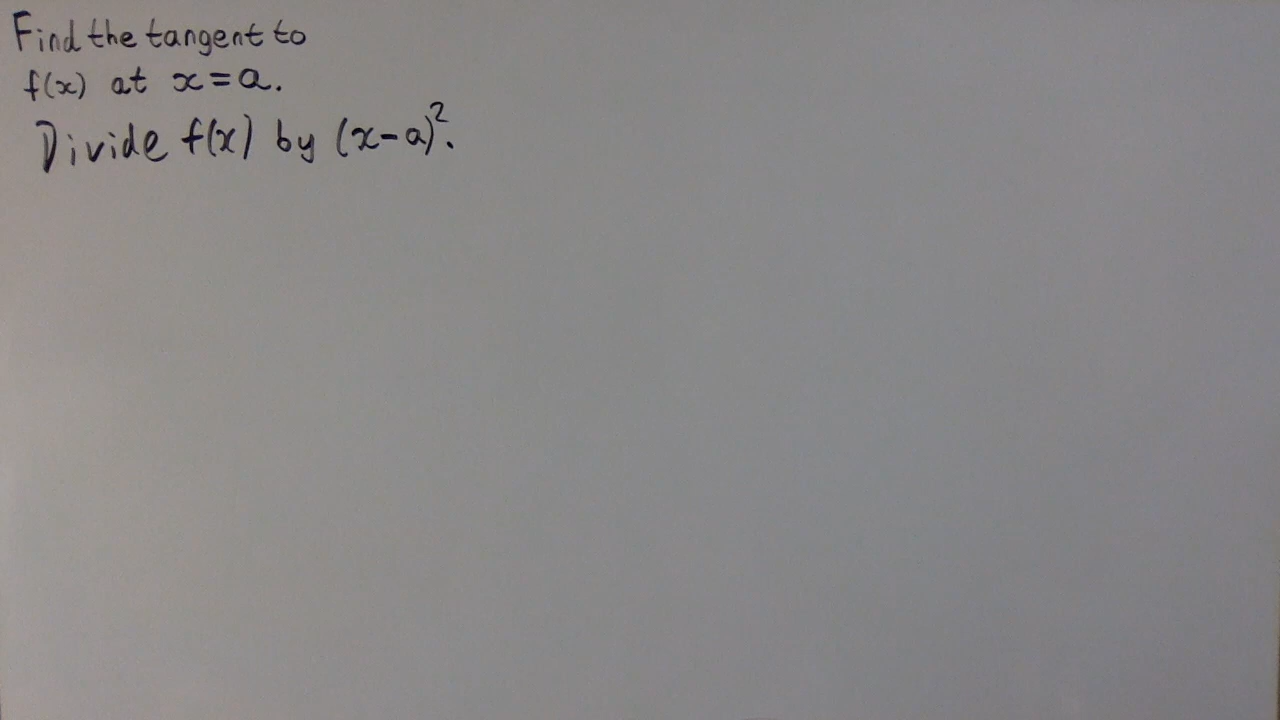 Find the tangent to
f(x) at x=a.
Divide f(x) by (x-a)².